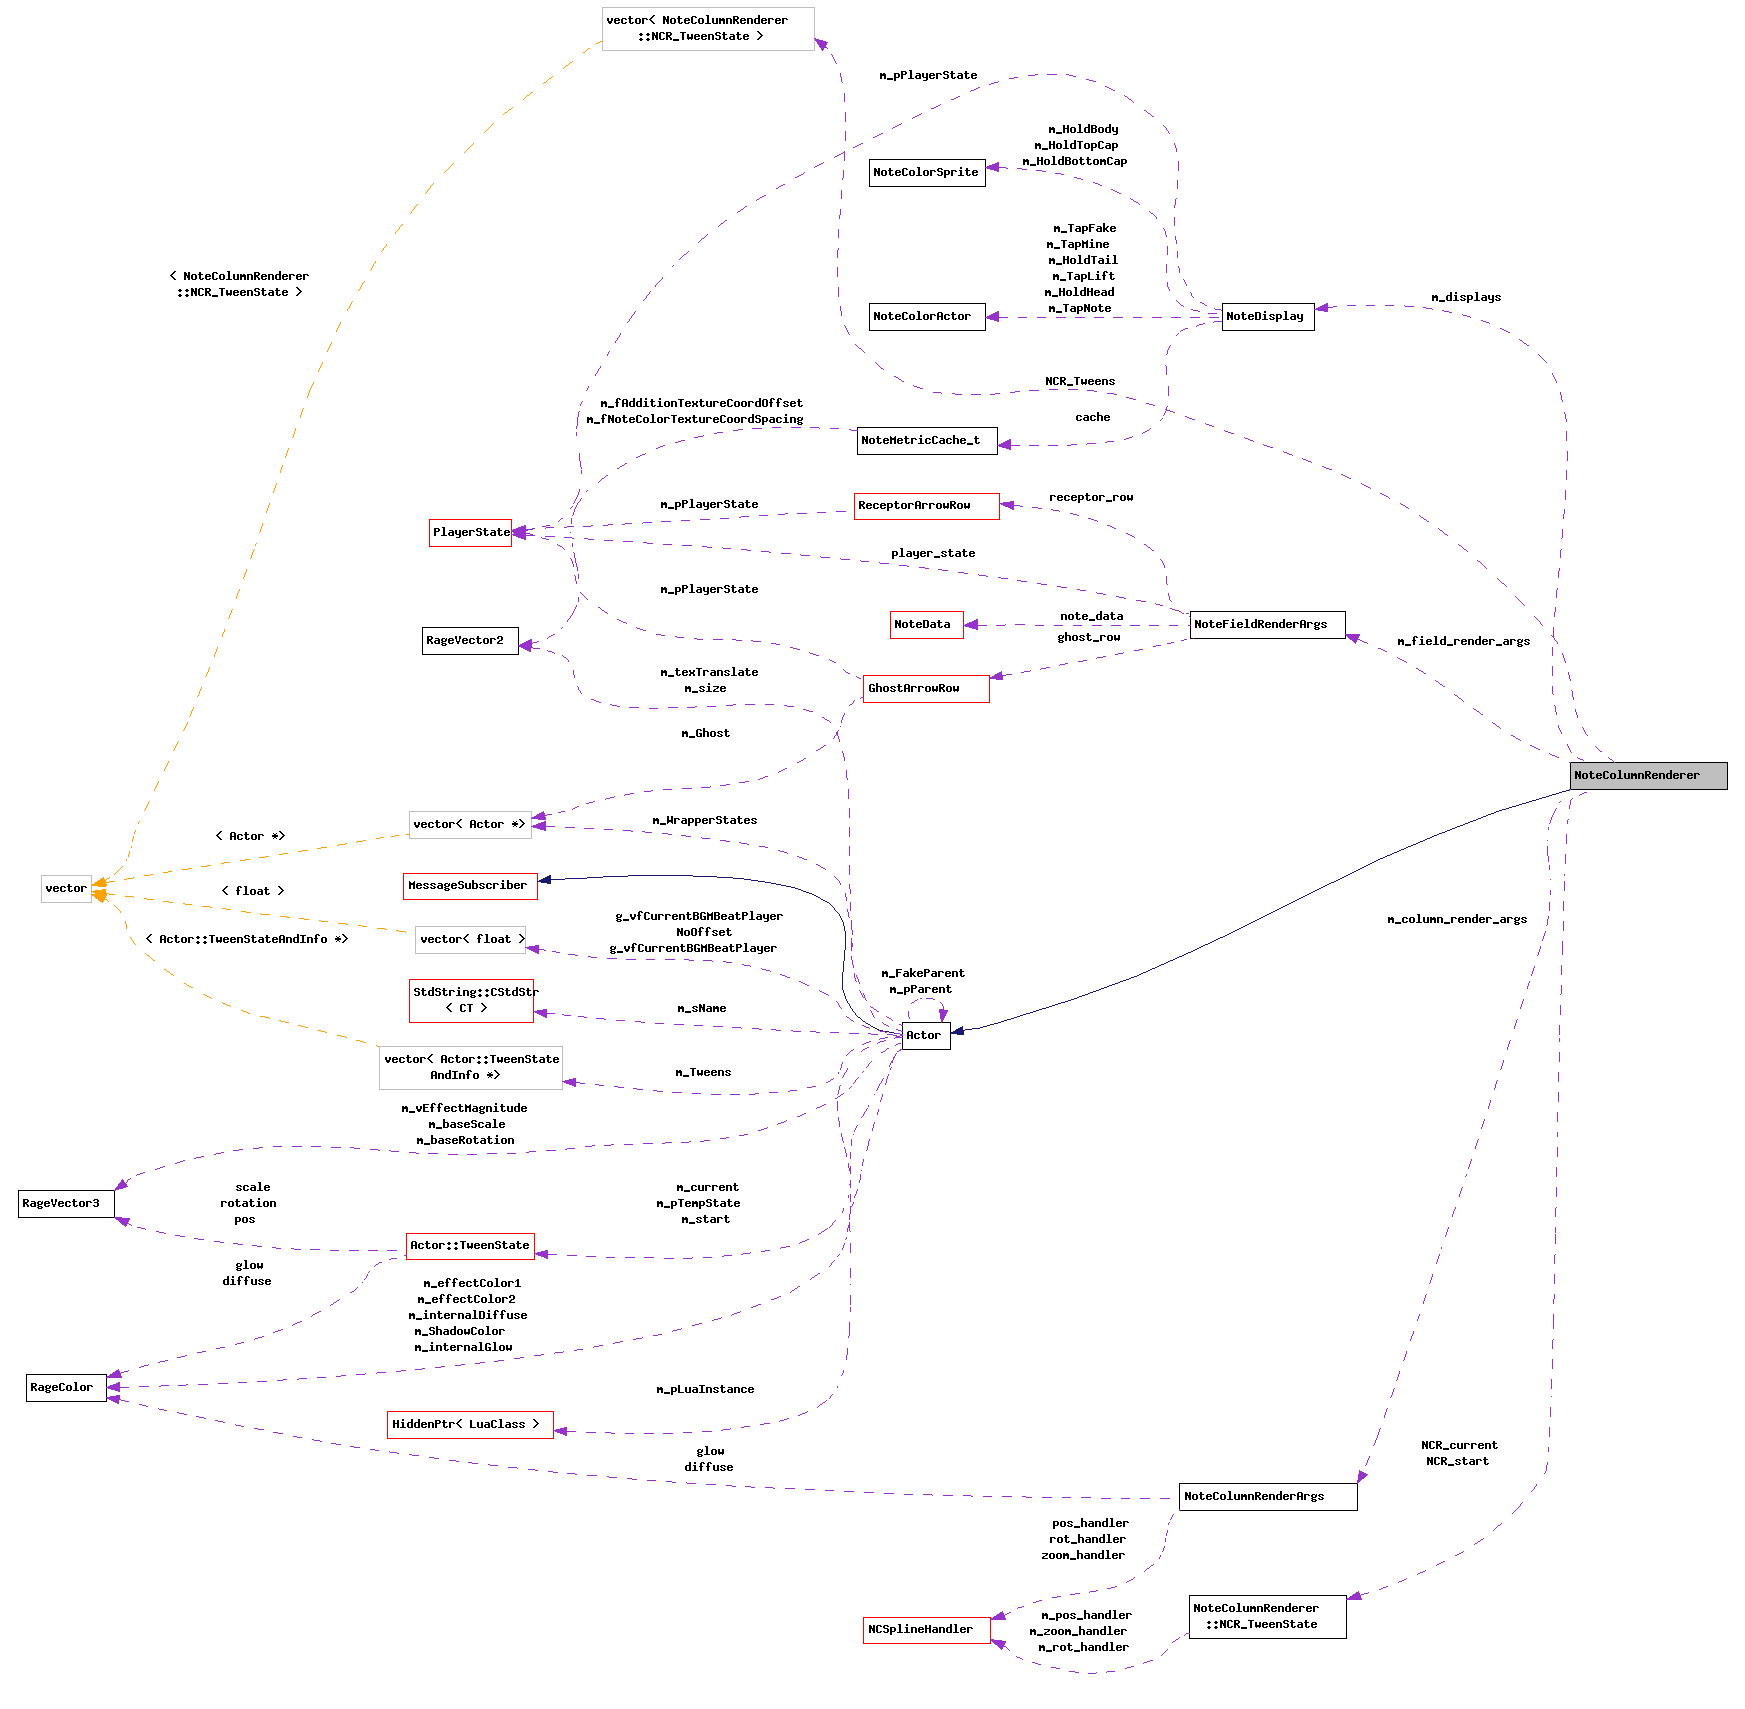 vector< NoteColumnRenderer
::NCR_TweenState >
m_pPlayerState
m_HoldBody
m_HoldTopCap
m_HoldBottomCap
NoteColorSprite
m_TapFake
m_TapMine
m_HoldTail
m_TapLift
m_HoldHead
m_TapNote
NoteColorActor
NoteDisplay
m_displays
< NoteColumnRenderer
::NCR_TweenState >
NCR_Tweens
m_fAdditionTextureCoordOffset
m_fNoteColorTextureCoordSpacing
cache
NoteMetricCache_t
m_pPlayerState
ReceptorArrowRow
receptor_row
PlayerState
player_state
m_pPlayerState
note_data
NoteData
NoteFieldRenderArgs
ghost_row
m_field_render_args
RageVector2
m_texTranslate
m_size
GhostArrowRow
m_Ghost
NoteColumnRenderer
vector< Actor *>
m_WrapperStates
< Actor *>
vector
MessageSubscriber
< float >
g_vfCurrentBGMBeatPlayer
NoOffset
g_vfCurrentBGMBeatPlayer
vector< float >
< Actor::TweenStateAndInfo *>
m_column_render_args
m_FakeParent
m_pParent
StdString::CStdStr
< CT >
m_sName
Actor
vector< Actor::TweenState
AndInfo *>
m_Tweens
m_vEffectMagnitude
m_baseScale
m_baseRotation
RageVector3
scale
rotation
pos
m_current
m_pTempState
m_start
Actor::TweenState
glow
diffuse
m_effectColor1
m_effectColor2
m_internalDiffuse
m_ShadowColor
m_internalGlow
RageColor
m_pLuaInstance
HiddenPtr< LuaClass >
glow
diffuse
NCR_current
NCR_start
NoteColumnRenderArgs
pos_handler
rot_handler
zoom_handler
NCSplineHandler
m_pos_handler
m_zoom_handler
m_rot_handler
NoteColumnRenderer
::NCR_TweenState